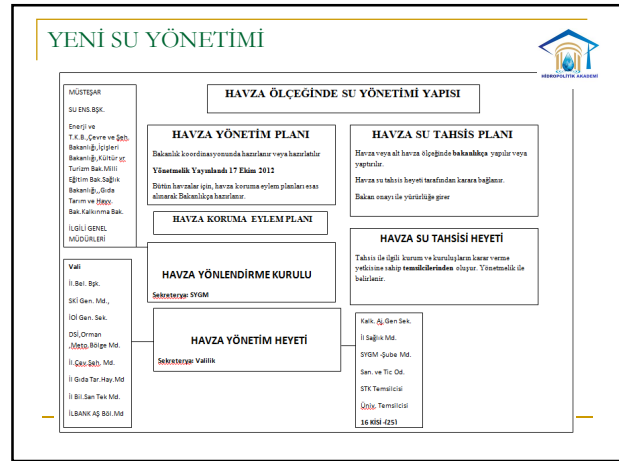 YENİ SU YÖNETİMİ
HİDROPOLİTİK AKADEMİ
HAVZA ÖLÇEĞİNDE SU YÖNETİMİ YAPISI
MÜSTEŞAR
SU ENS.BŞK.
Enerji ve
T.K.B.,Çevre ve Şeh.
Bakanlığı,İçişleri
Bakanlığı,Kültür vr
Turizm Bak.Milli
Eğitim Bak.Sağlık
Bakanlığı,,Gıda
Tarım ve Hayv.
Bak.Kalkınma Bak.
İLGİLİ GENEL
MÜDÜRLERİ
HAVZA YÖNETİM PLANI
Bakanlık koordinasyonunda hazırlanır veya hazırlatılır
Yönetmelik Yayınlandı 17 Ekim 2012
Bütün havzalar için, havza koruma eylem planları esas
alınarak Bakanlıkça hazırlanır.
HAVZA SU TAHSİS PLANI
Havza veya alt havza ölçeğinde bakanlıkça yapılır veya
yaptırılır.
Havza su tahsis heyeti tarafından karara bağlanır.
Bakan onayi ile yürürlüğe girer
HAVZA KORUMA EYLEM PLANI
HAVZA SU TAHSİSİ HEYETİ
Tahsis ile ilgili kurum ve kuruluşların karar verme
yetkisine sahip temsilcilerinden oluşur. Yönetmelik ile
belirlenir.
HAVZA YÖNLENDİRME KURULU
Sekreterya: SYGM
Vali
İl.Bel. Bşk.
SKİ Gen. Md.,
İÖİ Gen. Sek.
DSİ,Orman
,Meto,Bölge Md.
İl.Çev.Şeh. Md.
İl Gıda Tar.Hay.Md
İl Bil.San Tek Md.
İLBANK AŞ Böl.Md
HAVZA YÖNETİM HEYETİ
Sekreterya: Valilik
Kalk. Aj.Gen Sek.
İl Sağlık Md.
SYGM -Şube Md.
San. ve Tic Od.
STK Temsilcisi
Üniv. Temsilcisi
16 KİSİ -(25)